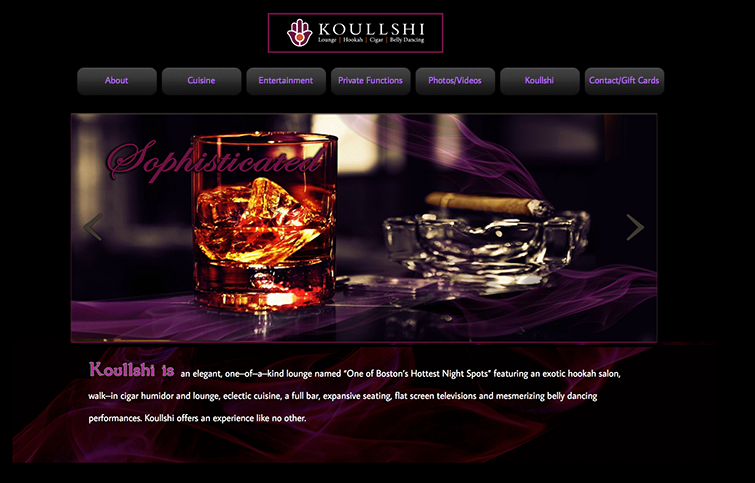 KOULLSHI
Lounge | Hookah | Cigar | Belly Dancing
About Cuisine Entertainment Private Functions Photos/Videos Koullshi Contact/Gift Cards
Sophisticated
Koullshi is an elegant, one–of–a–kind lounge named "One of Boston's Hottest Night Spots" featuring an exotic hookah salon,
walk–in cigar humidor and lounge, eclectic cuisine, a full bar, expansive seating, flat screen televisions and mesmerizing belly dancing
performances. Koullshi offers an experience like no other.